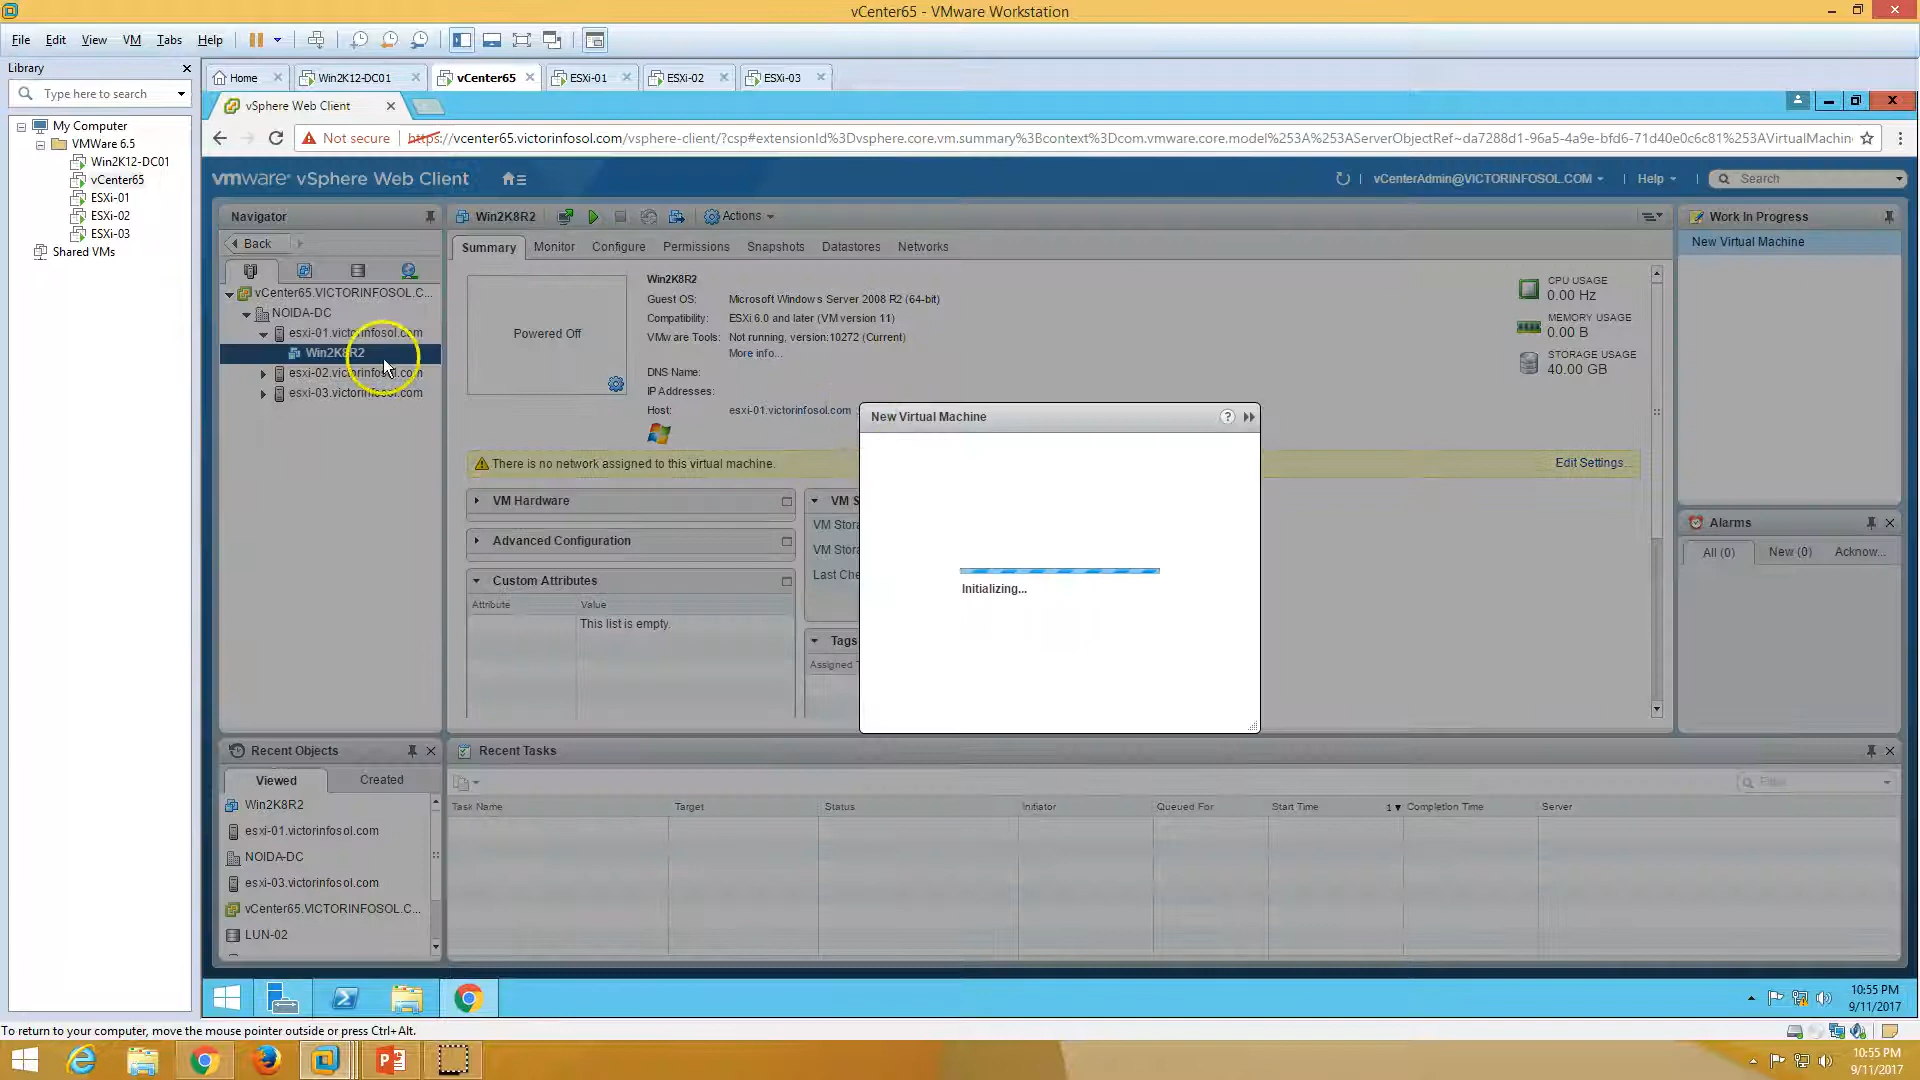 vCenter65 - VMware Workstation
File Edit View VM Tabs Help
Library
Type here to search
My Computer
VMWare 6.5
Win2K12-DC01
vCenter65
ESXi-01
ESXi-02
ESXi-03
Shared VMs
Home Win2K12-DC01 vCenter65 ESXi-01 ESXi-02 ESXi-03
vSphere Web Client
Not secure https://vcenter65.victorinfosol.com/vsphere-client/?csp#extensionId%3Dvsphere.core.vm.summary%3Bcontext%3Dcom.vmware.core.model%253A%253AServerObjectRef~da7288d1-96a5-4a9e-bfd6-71d40e0c6c81%253AVirtualMachin
vmware® vSphere Web Client
vCenterAdmin@VICTORINFOSOL.COM Help Search
Navigator
Back
vCenter65.VICTORINFOSOL.C...
NOIDA-DC
esxi-01.victorinfosol.com
Win2K8R2
esxi-02.victorinfosol.com
esxi-03.victorinfosol.com
Win2K8R2 Actions
Summary Monitor Configure Permissions Snapshots Datastores Networks
Powered Off
Win2K8R2
Guest OS: Microsoft Windows Server 2008 R2 (64-bit)
Compatibility: ESXi 6.0 and later (VM version 11)
VMware Tools: Not running, version:10272 (Current)
More info...
DNS Name:
IP Addresses:
Host: esxi-01.victorinfosol.com
CPU USAGE
0.00 Hz
MEMORY USAGE
0.00 B
STORAGE USAGE
40.00 GB
There is no network assigned to this virtual machine. Edit Settings...
VM Hardware
Advanced Configuration
Custom Attributes
Attribute Value
This list is empty.
VM S
VM Stora
VM Stora
Last Che
Tags
Assigned T
New Virtual Machine
?
Initializing...
Work In Progress
New Virtual Machine
Alarms
All (0) New (0) Acknow...
Recent Objects
Viewed Created
Win2K8R2
esxi-01.victorinfosol.com
NOIDA-DC
esxi-03.victorinfosol.com
vCenter65.VICTORINFOSOL.C...
LUN-02
Recent Tasks
Filter
Task Name Target Status Initiator Queued For Start Time 1 Completion Time Server
10:55 PM
9/11/2017
To return to your computer, move the mouse pointer outside or press Ctrl+Alt.
10:55 PM
9/11/2017